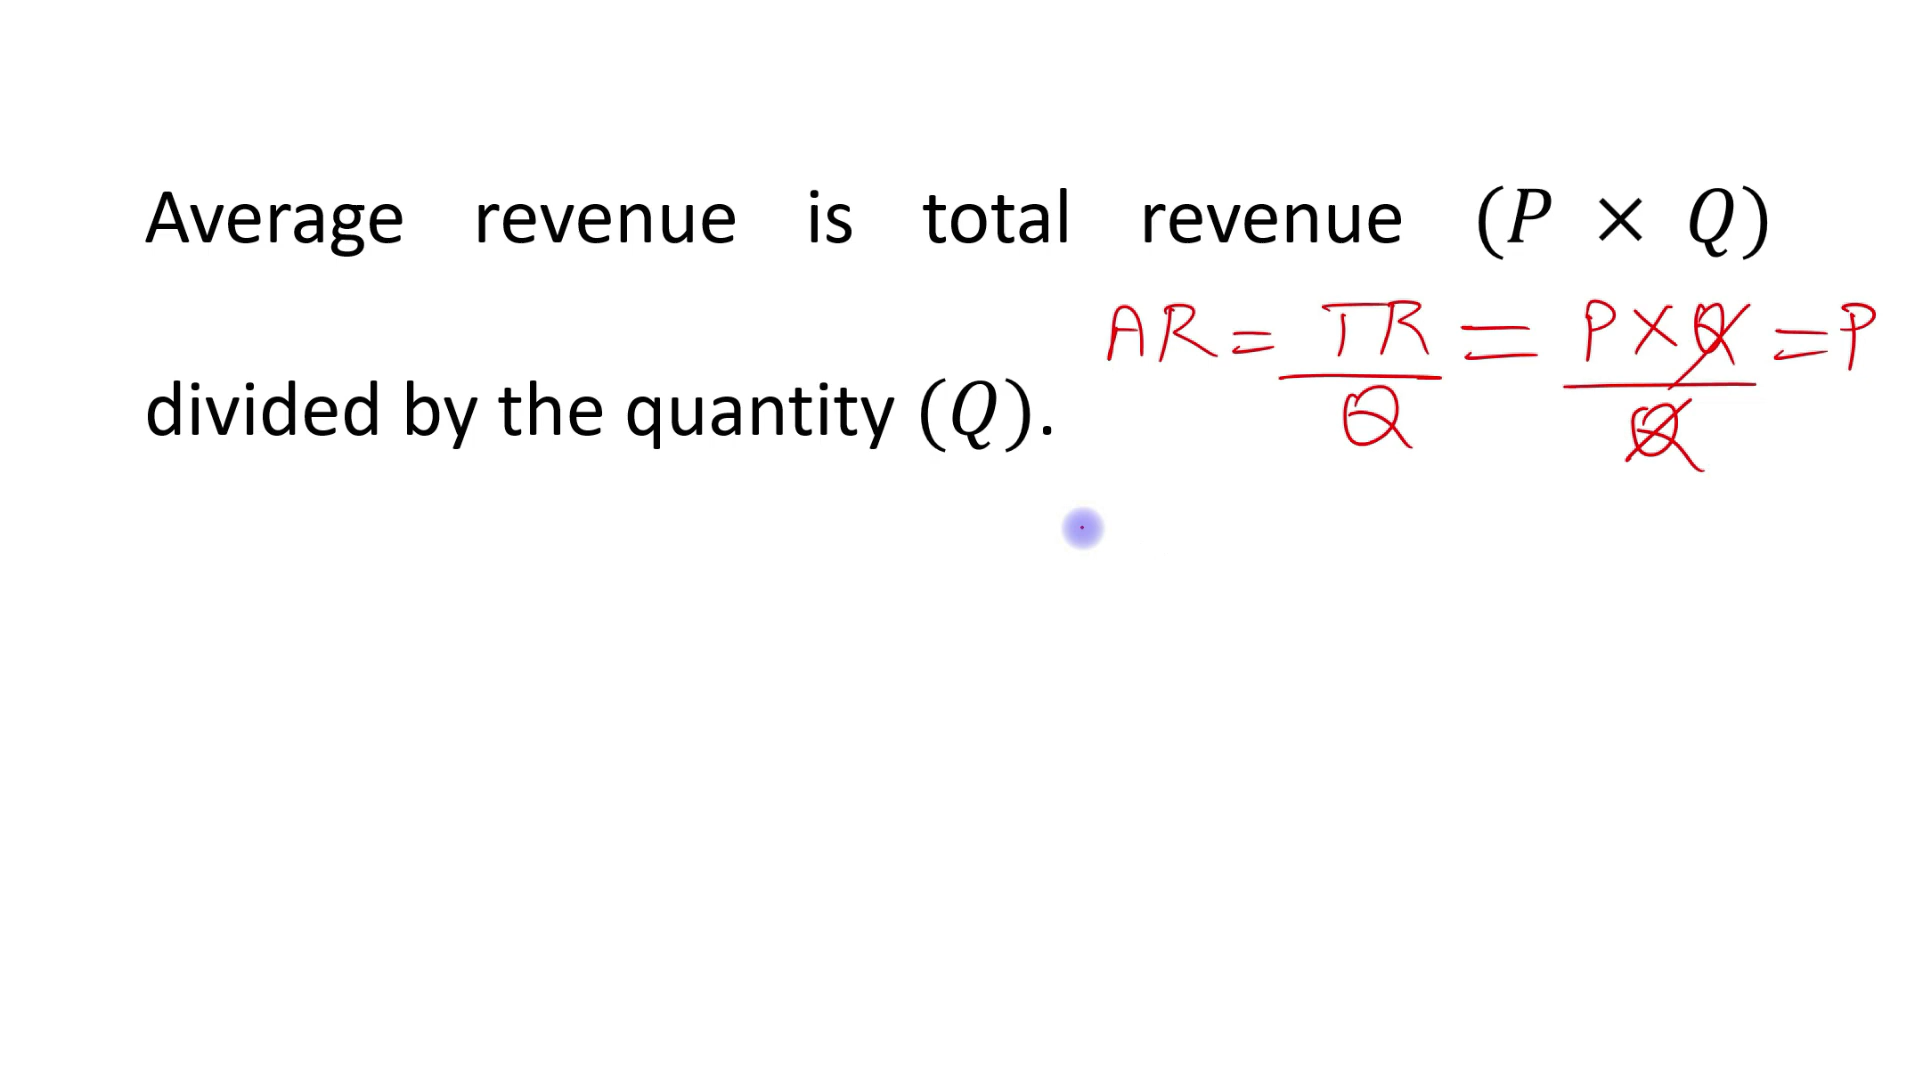 Average revenue is total revenue (P × Q)
AR = TR/Q = P×Q/Q = P
divided by the quantity (Q).